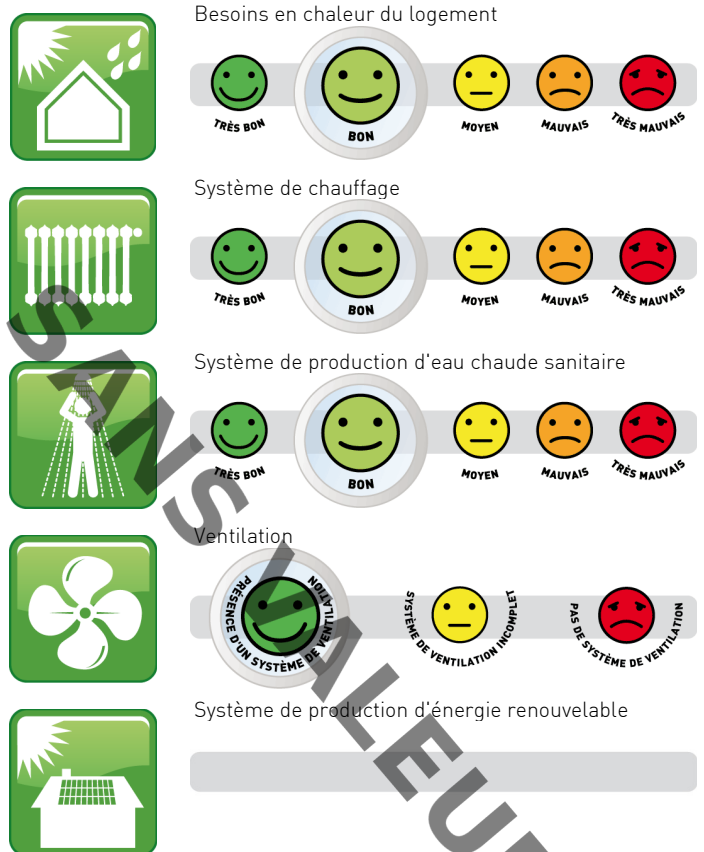 Besoins en chaleur du logement
TRÈS BON
BON
MOYEN
MAUVAIS
TRÈS MAUVAIS
Système de chauffage
TRÈS BON
BON
MOYEN
MAUVAIS
TRÈS MAUVAIS
Système de production d'eau chaude sanitaire
TRÈS BON
BON
MOYEN
MAUVAIS
TRÈS MAUVAIS
Ventilation
PRÉSENCE D'UN SYSTÈME DE VENTILATION
SYSTÈME DE VENTILATION INCOMPLET
PAS DE SYSTÈME DE VENTILATION
Système de production d'énergie renouvelable
SANS VALEUR